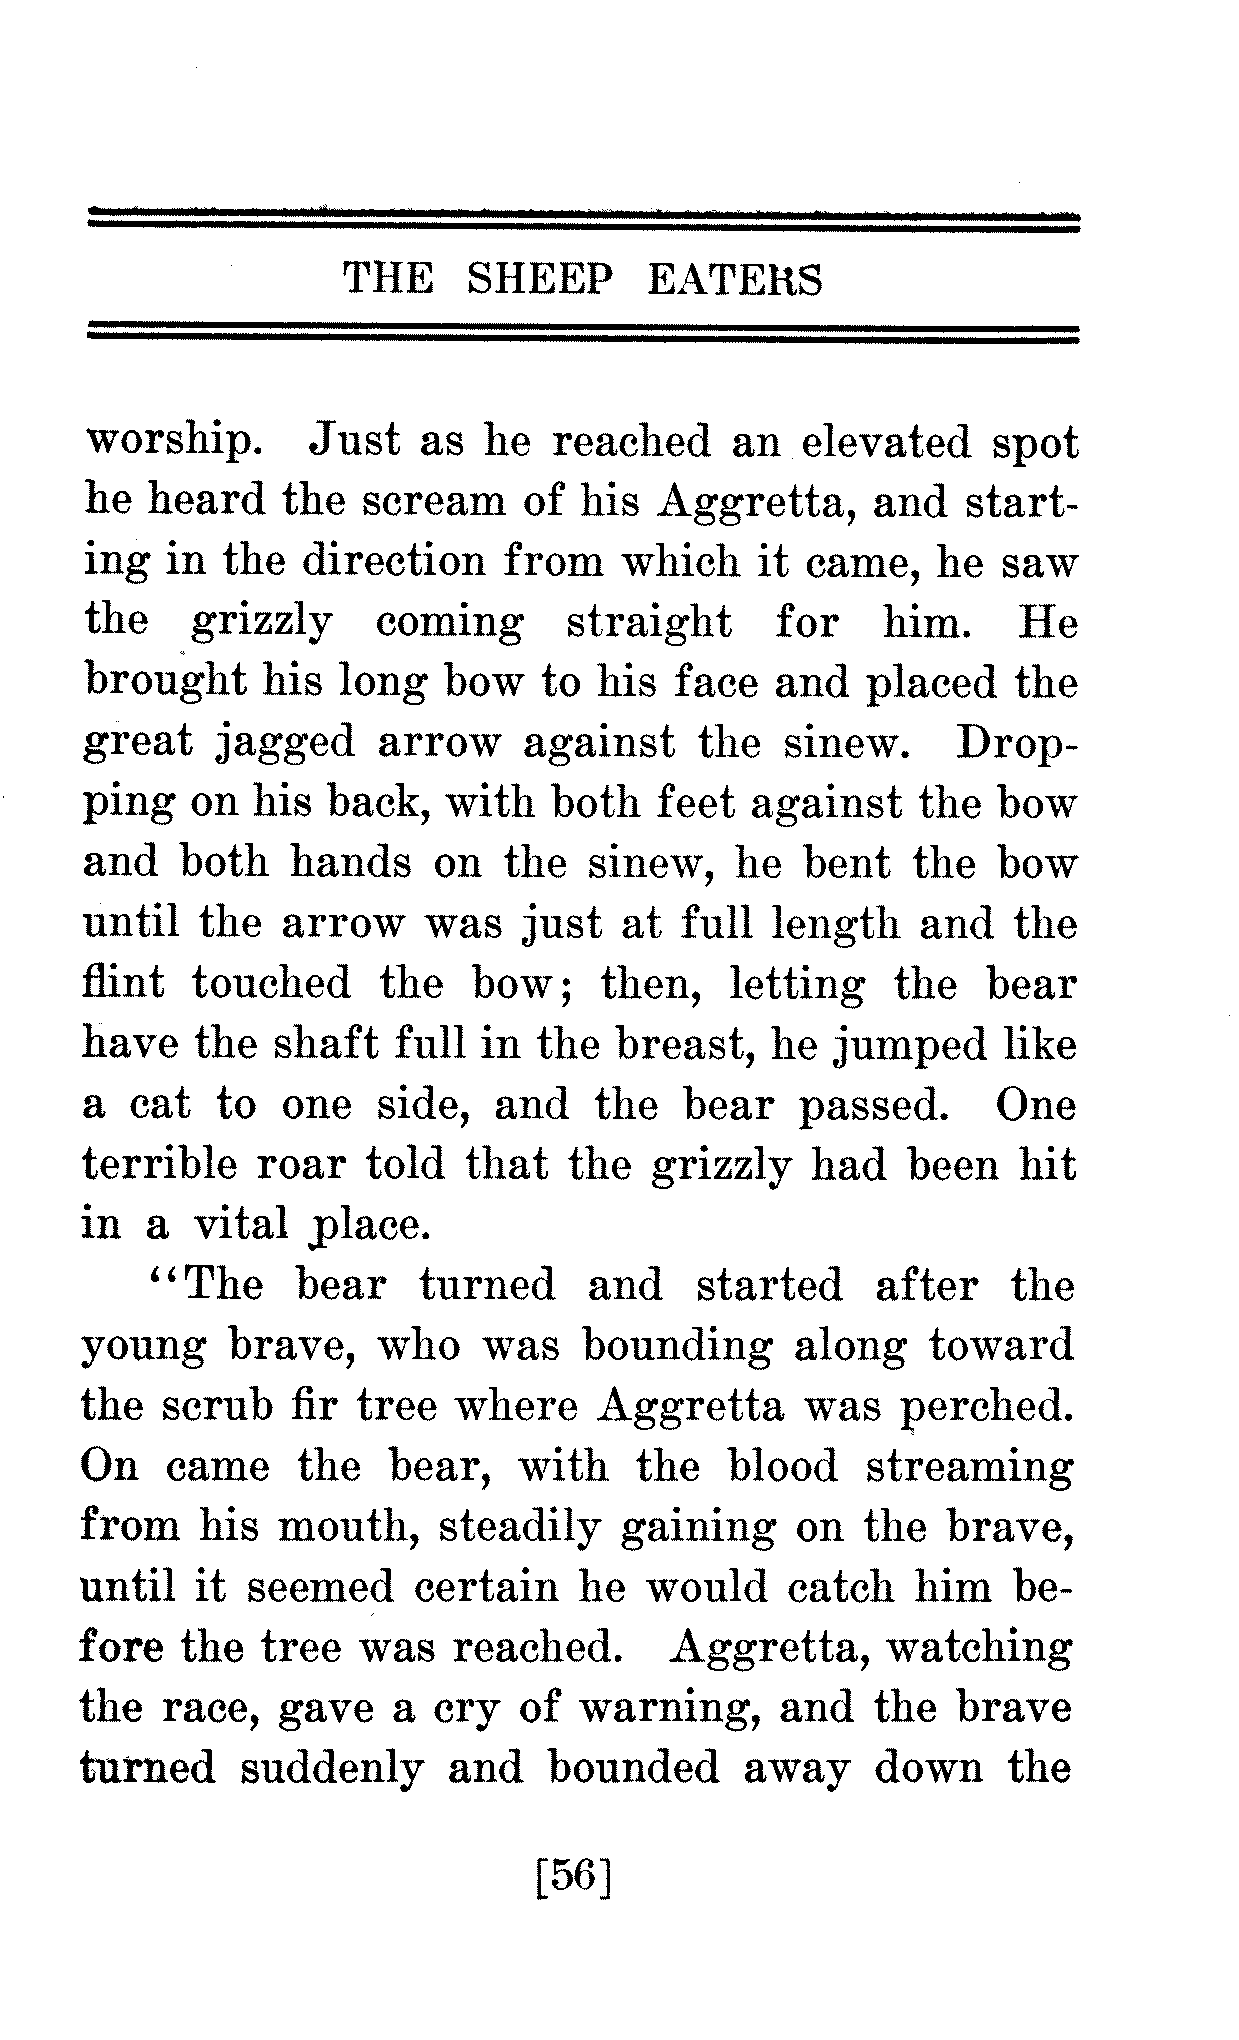 THE SHEEP EATERS
worship. Just as he reached an elevated spot
he heard the scream of his Aggretta, and start-
ing in the direction from which it came, he saw
the grizzly coming straight for him. He
brought his long bow to his face and placed the
great jagged arrow against the sinew. Drop-
ping on his back, with both feet against the bow
and both hands on the sinew, he bent the bow
until the arrow was just at full length and the
flint touched the bow; then, letting the bear
have the shaft full in the breast, he jumped like
a cat to one side, and the bear passed. One
terrible roar told that the grizzly had been hit
in a vital place.
"The bear turned and started after the
young brave, who was bounding along toward
the scrub fir tree where Aggretta was perched.
On came the bear, with the blood streaming
from his mouth, steadily gaining on the brave,
until it seemed certain he would catch him be-
fore the tree was reached. Aggretta, watching
the race, gave a cry of warning, and the brave
turned suddenly and bounded away down the
[56]